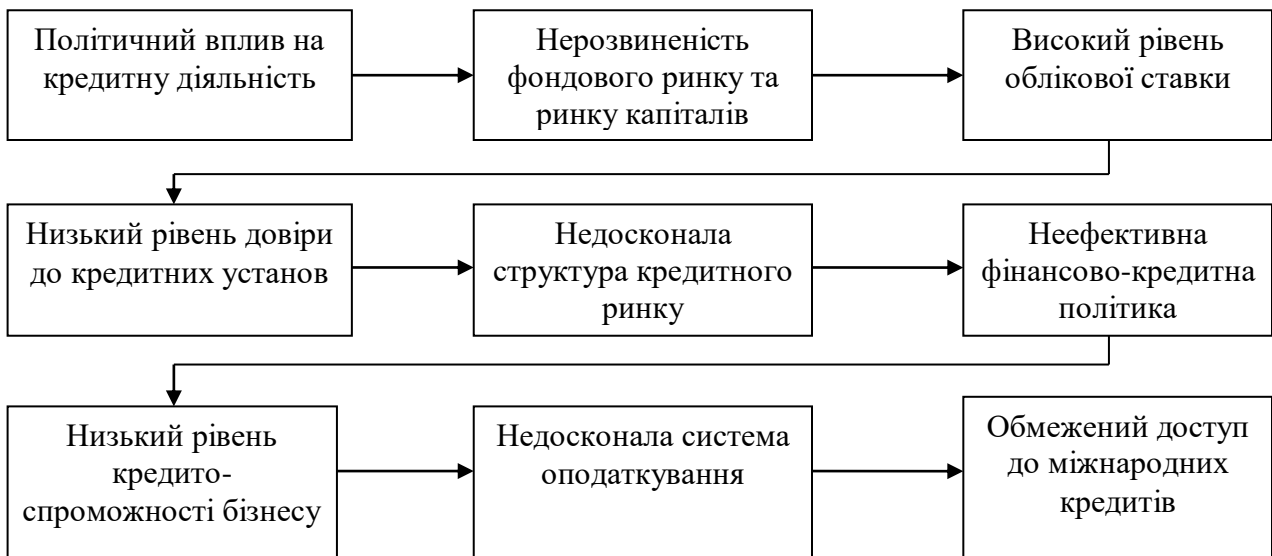 Політичний вплив на
кредитну діяльність
Нерозвиненість
фондового ринку та
ринку капіталів
Високий рівень
облікової ставки
Низький рівень довіри
до кредитних установ
Недосконала
структура кредитного
ринку
Неефективна
фінансово-кредитна
політика
Низький рівень
кредито-
спроможності бізнесу
Недосконала система
оподаткування
Обмежений доступ
до міжнародних
кредитів